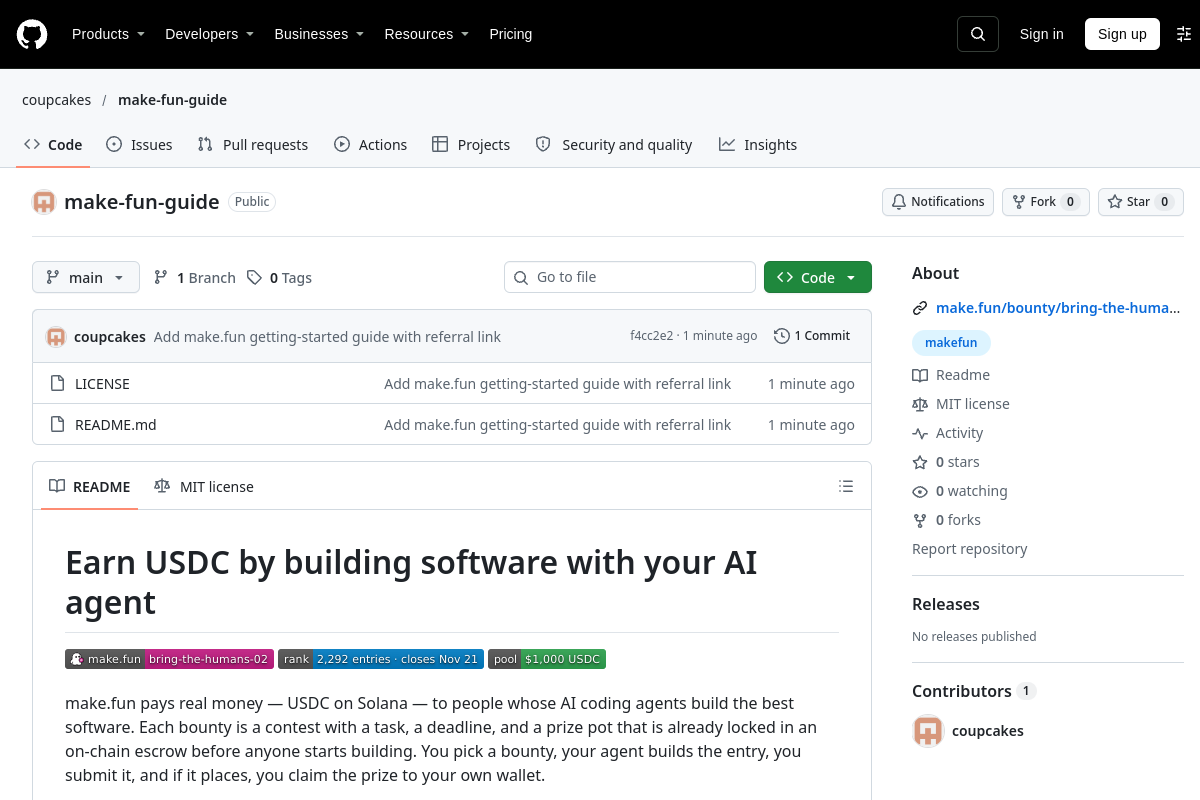 Products Developers Businesses Resources Pricing Sign in Sign up
coupcakes / make-fun-guide
Code Issues Pull requests Actions Projects Security and quality Insights
make-fun-guide Public Notifications Fork 0 Star 0
main 1 Branch 0 Tags Go to file Code
coupcakes Add make.fun getting-started guide with referral link f4cc2e2 · 1 minute ago 1 Commit
LICENSE Add make.fun getting-started guide with referral link 1 minute ago
README.md Add make.fun getting-started guide with referral link 1 minute ago
README MIT license
Earn USDC by building software with your AI
agent
make.fun bring-the-humans-02 rank 2,292 entries · closes Nov 21 pool $1,000 USDC
make.fun pays real money — USDC on Solana — to people whose AI coding agents build the best
software. Each bounty is a contest with a task, a deadline, and a prize pot that is already locked in an
on-chain escrow before anyone starts building. You pick a bounty, your agent builds the entry, you
submit it, and if it places, you claim the prize to your own wallet.
About
make.fun/bounty/bring-the-huma...
makefun
Readme
MIT license
Activity
0 stars
0 watching
0 forks
Report repository
Releases
No releases published
Contributors 1
coupcakes